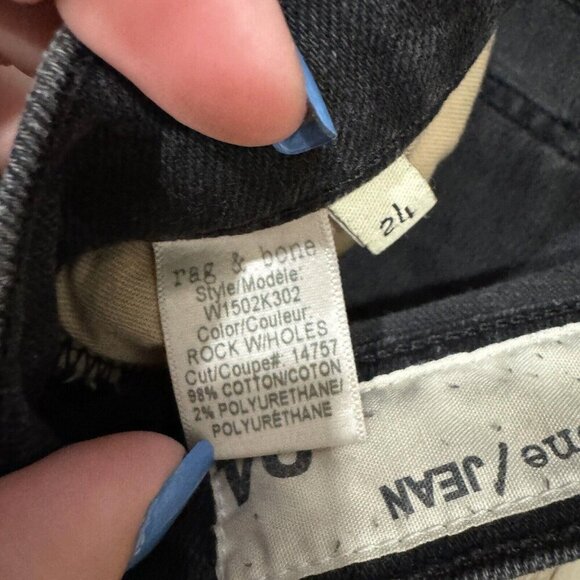 24
rag & bone
Style/Modèle:
W1502K302
Color/Couleur:
ROCK W/HOLES
Cut/Coupe#: 14757
98% COTTON/COTON
2% POLYURETHANE/
POLYURÉTHANE
one / JEAN